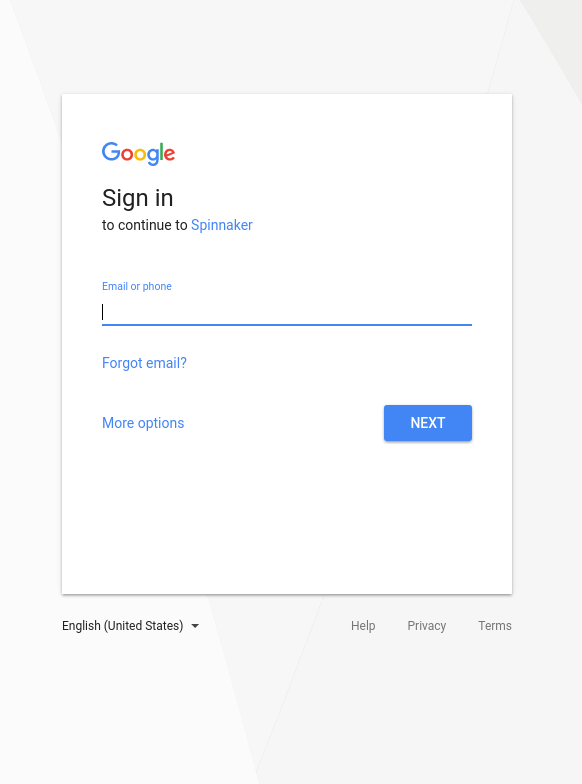 Google
Sign in
to continue to Spinnaker
Email or phone
Forgot email?
More options
NEXT
English (United States)
Help
Privacy
Terms